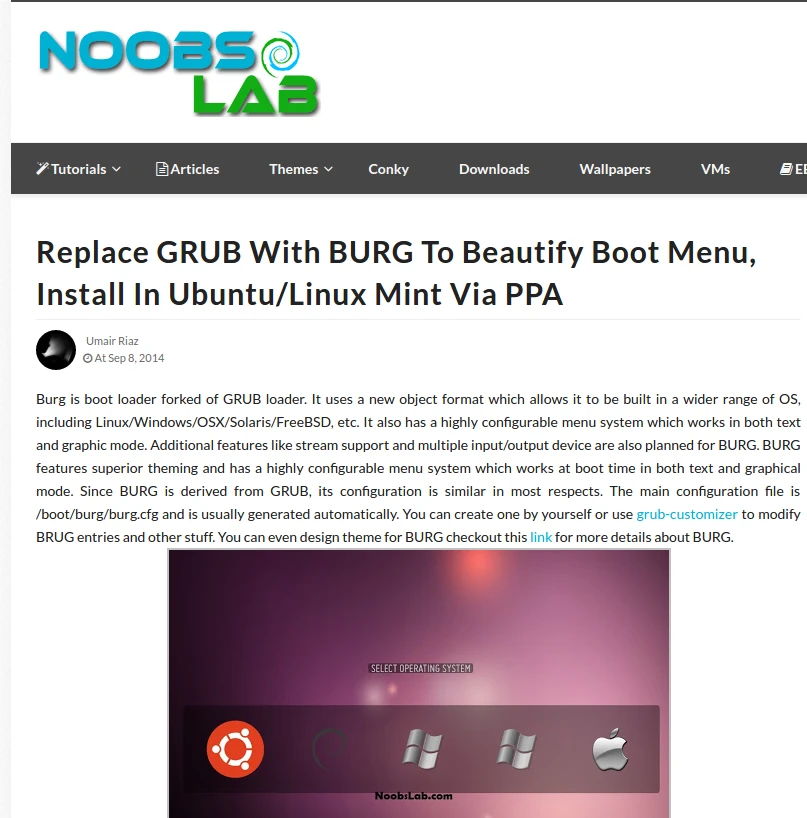 NOOBS
LAB
Tutorials Articles Themes Conky Downloads Wallpapers VMs
Replace GRUB With BURG To Beautify Boot Menu,
Install In Ubuntu/Linux Mint Via PPA
Umair Riaz
At Sep 8, 2014
Burg is boot loader forked of GRUB loader. It uses a new object format which allows it to be built in a wider range of OS,
including Linux/Windows/OSX/Solaris/FreeBSD, etc. It also has a highly configurable menu system which works in both text
and graphic mode. Additional features like stream support and multiple input/output device are also planned for BURG. BURG
features superior theming and has a highly configurable menu system which works at boot time in both text and graphical
mode. Since BURG is derived from GRUB, its configuration is similar in most respects. The main configuration file is
/boot/burg/burg.cfg and is usually generated automatically. You can create one by yourself or use grub-customizer to modify
BRUG entries and other stuff. You can even design theme for BURG checkout this link for more details about BURG.
SELECT OPERATING SYSTEM
NoobsLab.com